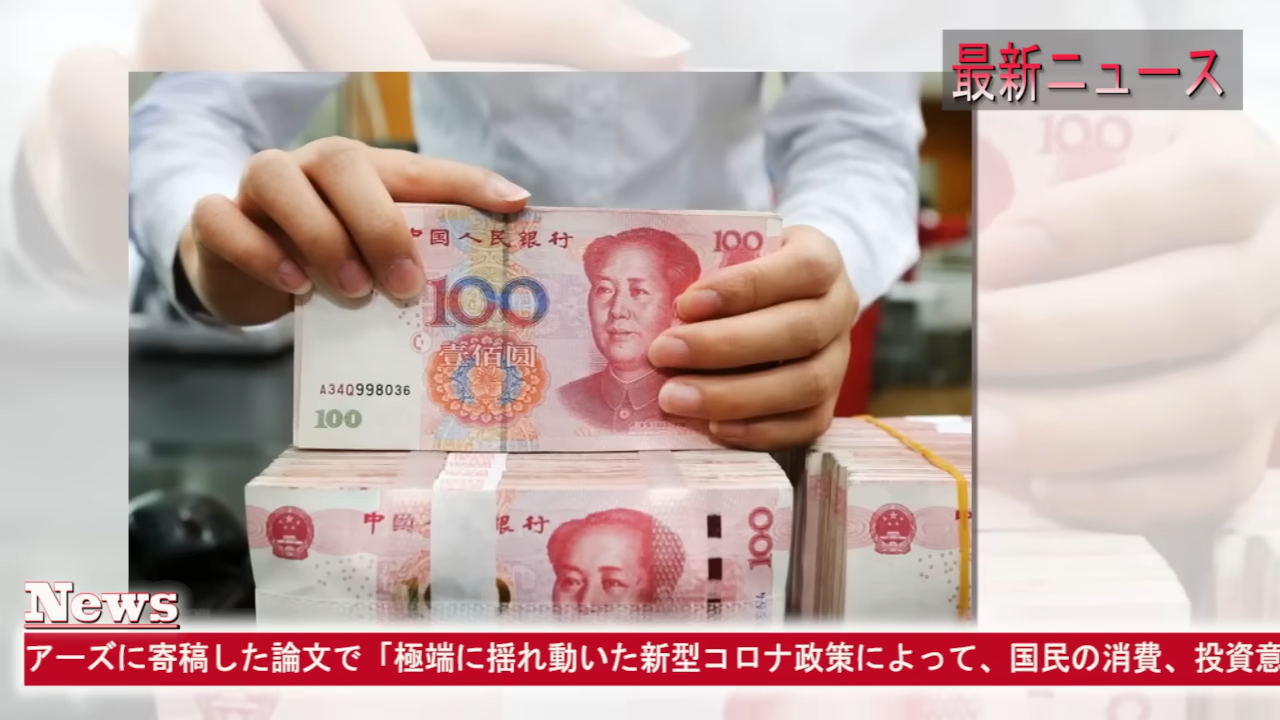 最新ニュース
中国人民銀行
100
100
壹佰圆
A34Q998036
100
中國人 銀行
100
News
アーズに寄稿した論文で「極端に揺れ動いた新型コロナ政策によって、国民の消費、投資意